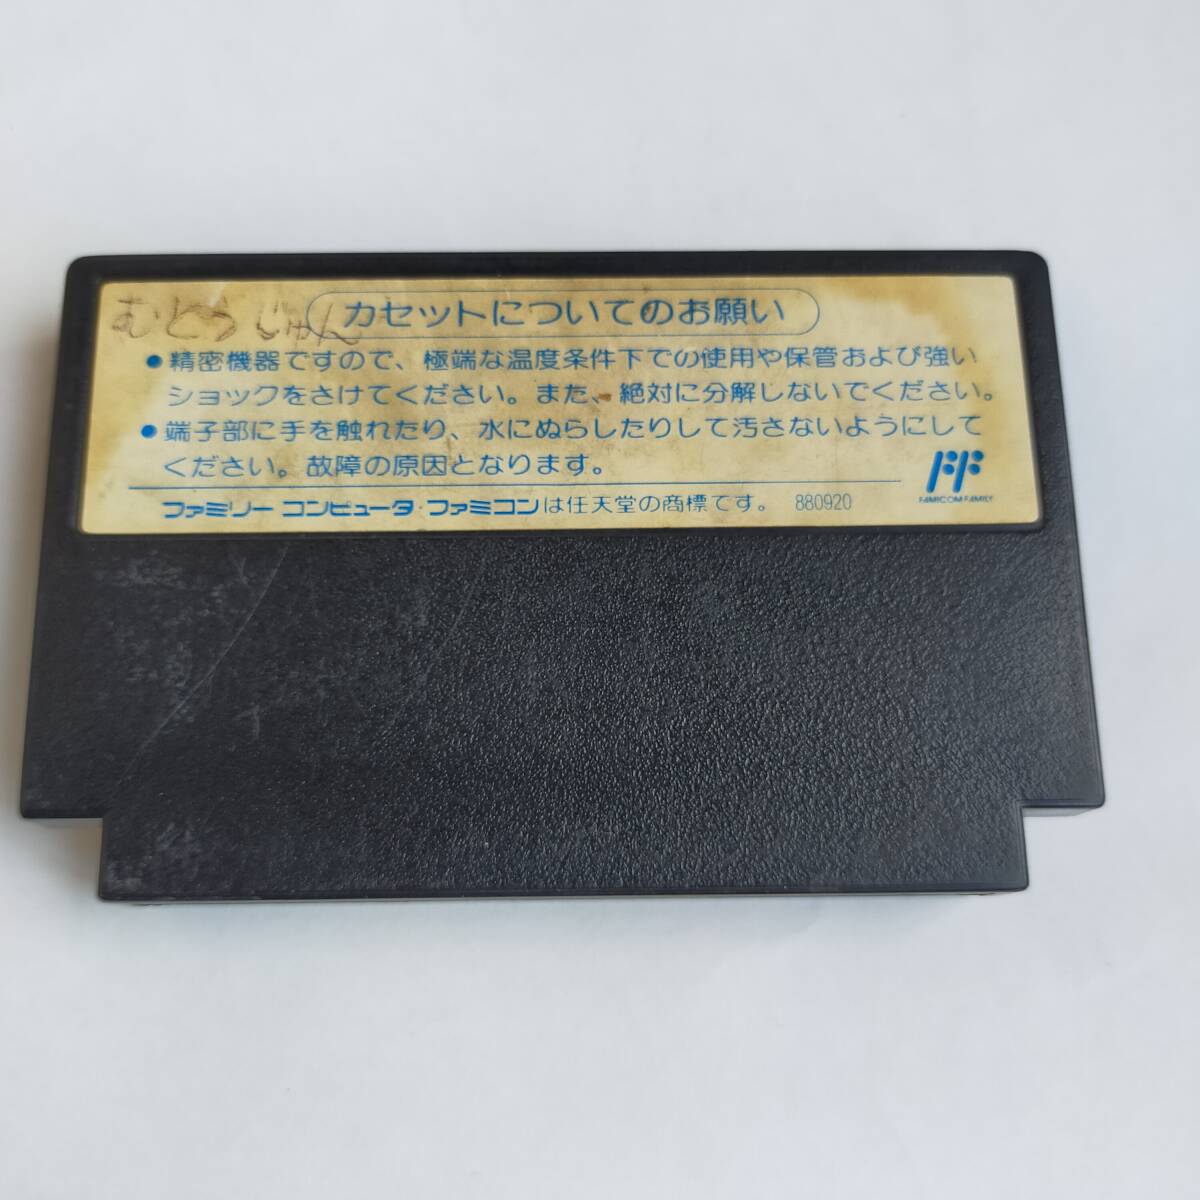 むとうじゅん
カセットについてのお願い
●精密機器ですので、極端な温度条件下での使用や保管および強い
ショックをさけてください。また、絶対に分解しないでください。
●端子部に手を触れたり、水にぬらしたりして汚さないようにして
ください。故障の原因となります。
ファミリー コンピュータ・ファミコンは任天堂の商標です。 880920
FF
FAMICOM FAMILY